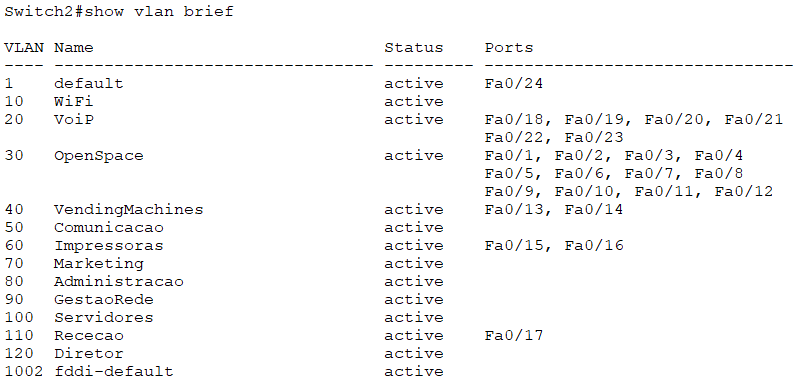 Switch2#show vlan brief
VLAN Name                             Status    Ports
---- -------------------------------- --------- -------------------------------
1    default                          active    Fa0/24
10   WiFi                             active
20   VoiP                             active    Fa0/18, Fa0/19, Fa0/20, Fa0/21
                                                Fa0/22, Fa0/23
30   OpenSpace                        active    Fa0/1, Fa0/2, Fa0/3, Fa0/4
                                                Fa0/5, Fa0/6, Fa0/7, Fa0/8
                                                Fa0/9, Fa0/10, Fa0/11, Fa0/12
40   VendingMachines                  active    Fa0/13, Fa0/14
50   Comunicacao                      active
60   Impressoras                      active    Fa0/15, Fa0/16
70   Marketing                        active
80   Administracao                    active
90   GestaoRede                       active
100  Servidores                       active
110  Rececao                          active    Fa0/17
120  Diretor                          active
1002 fddi-default                     active